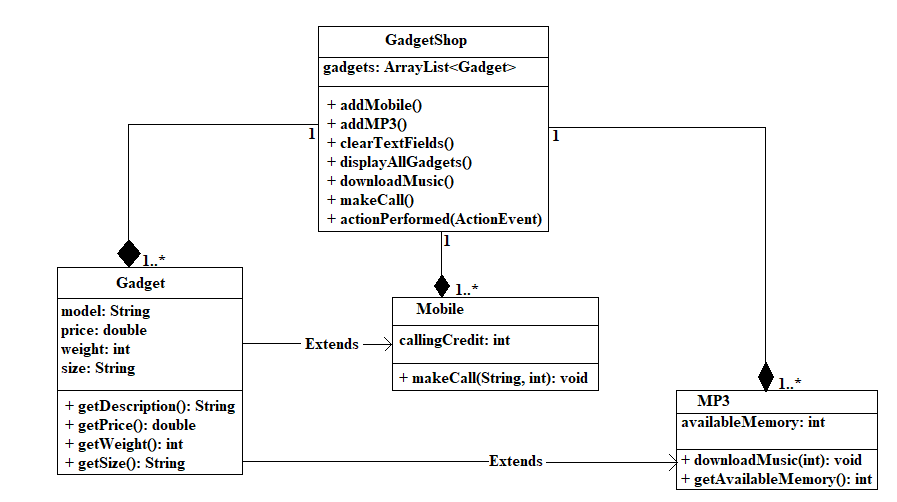 GadgetShop
gadgets: ArrayList<Gadget>
+ addMobile()
+ addMP3()
+ clearTextFields()
+ displayAllGadgets()
+ downloadMusic()
+ makeCall()
+ actionPerformed(ActionEvent)
1
1
1
1..*
Gadget
model: String
price: double
weight: int
size: String
+ getDescription(): String
+ getPrice(): double
+ getWeight(): int
+ getSize(): String
1..*
Mobile
callingCredit: int
+ makeCall(String, int): void
Extends
1..*
MP3
availableMemory: int
+ downloadMusic(int): void
+ getAvailableMemory(): int
Extends